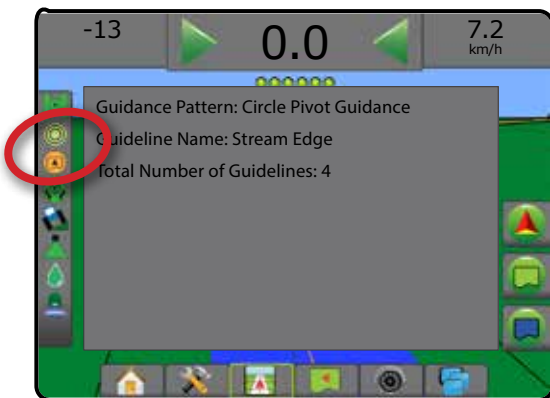 -13
0.0
7.2
km/h
Guidance Pattern: Circle Pivot Guidance
Guideline Name: Stream Edge
Total Number of Guidelines: 4